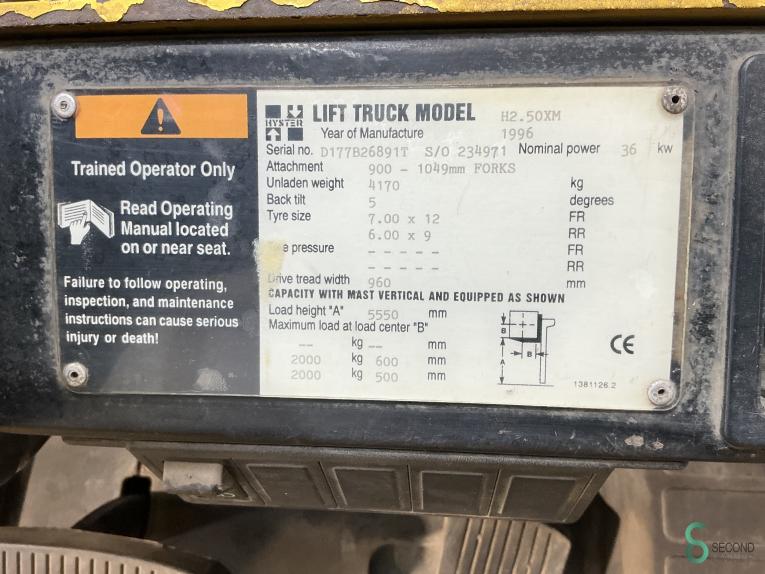 Trained Operator Only
Read Operating
Manual located
on or near seat.
Failure to follow operating,
inspection, and maintenance
instructions can cause serious
injury or death!
HYSTER
LIFT TRUCK MODEL H2.50XM
Year of Manufacture 1996
Serial no. D177B26891T S/O 234971 Nominal power 36 kw
Attachment 900 - 1049mm FORKS
Unladen weight 4170 kg
Back tilt 5 degrees
Tyre size 7.00 x 12 FR
6.00 x 9 RR
pressure - - - - - FR
- - - - - RR
Drive tread width 960 mm
CAPACITY WITH MAST VERTICAL AND EQUIPPED AS SHOWN
Load height "A" 5550 mm
Maximum load at load center "B"
-- kg -- mm
2000 kg 600 mm
2000 kg 500 mm
B
A
B
CE
1381126.2
SECOND